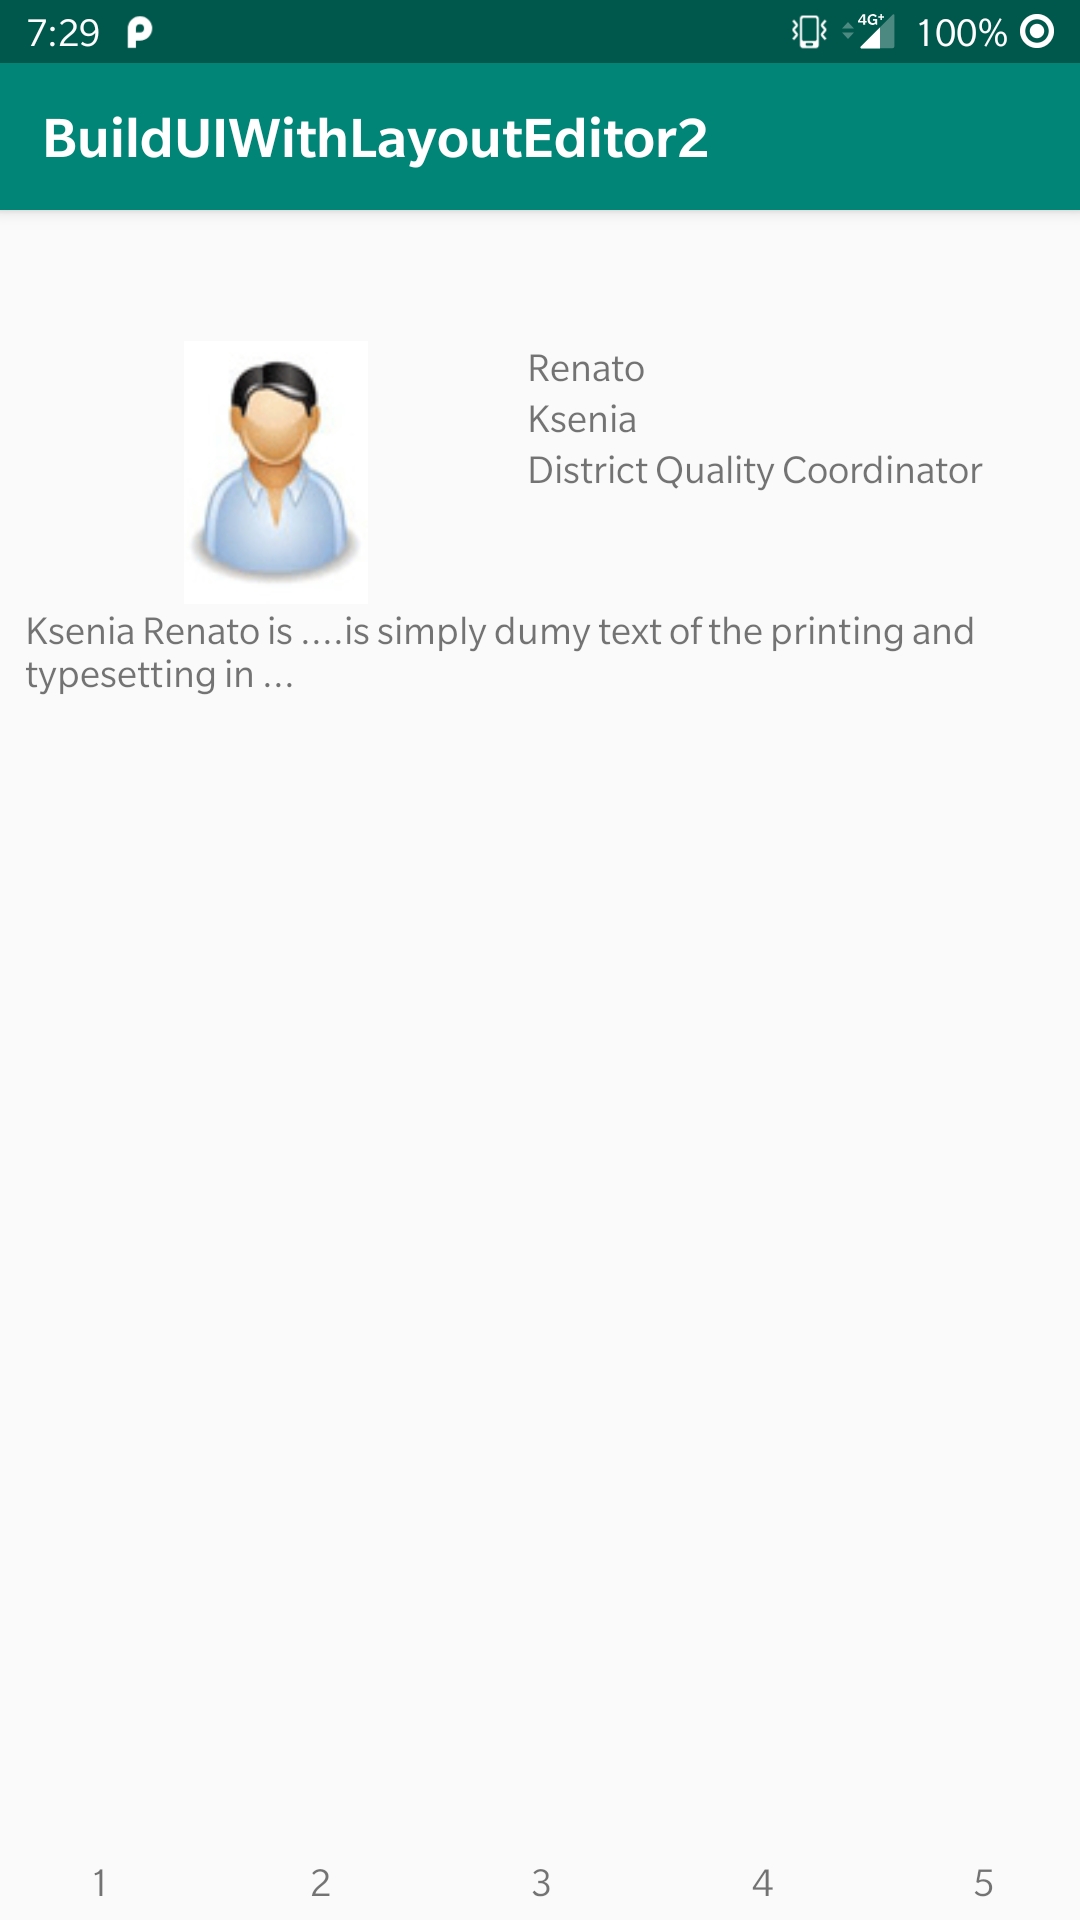 7:29 4G+ 100%
BuildUIWithLayoutEditor2
Renato
Ksenia
District Quality Coordinator
Ksenia Renato is ....is simply dumy text of the printing and
typesetting in ...
1 2 3 4 5